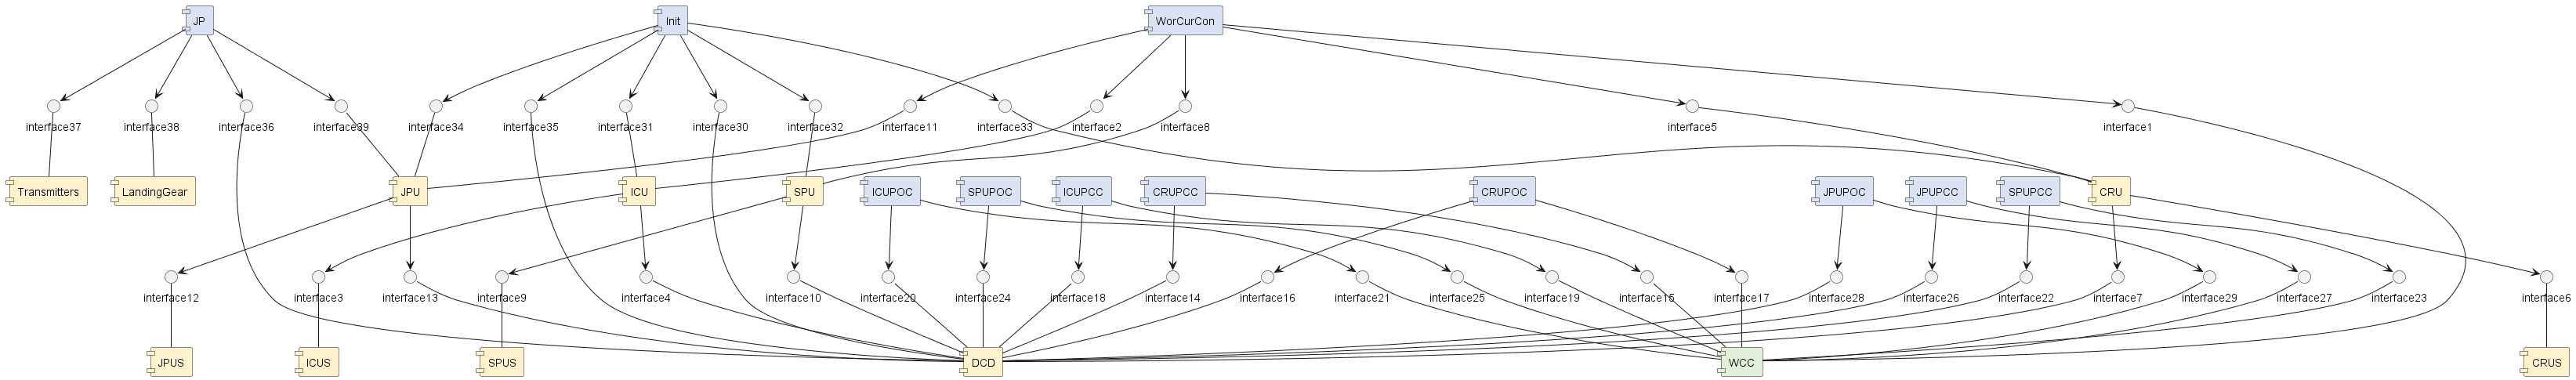 JP
Init
WorCurCon
interface37
interface38
interface36
interface39
interface34
interface35
interface31
interface30
interface32
interface11
interface33
interface2
interface8
interface5
interface1
Transmitters
LandingGear
JPU
ICU
SPU
ICUPOC
SPUPOC
ICUPCC
CRUPCC
CRUPOC
JPUPOC
JPUPCC
SPUPCC
CRU
interface12
interface3
interface13
interface9
interface4
interface10
interface20
interface24
interface18
interface14
interface16
interface21
interface25
interface19
interface15
interface17
interface28
interface26
interface22
interface7
interface29
interface27
interface23
interface6
JPUS
ICUS
SPUS
DCD
WCC
CRUS